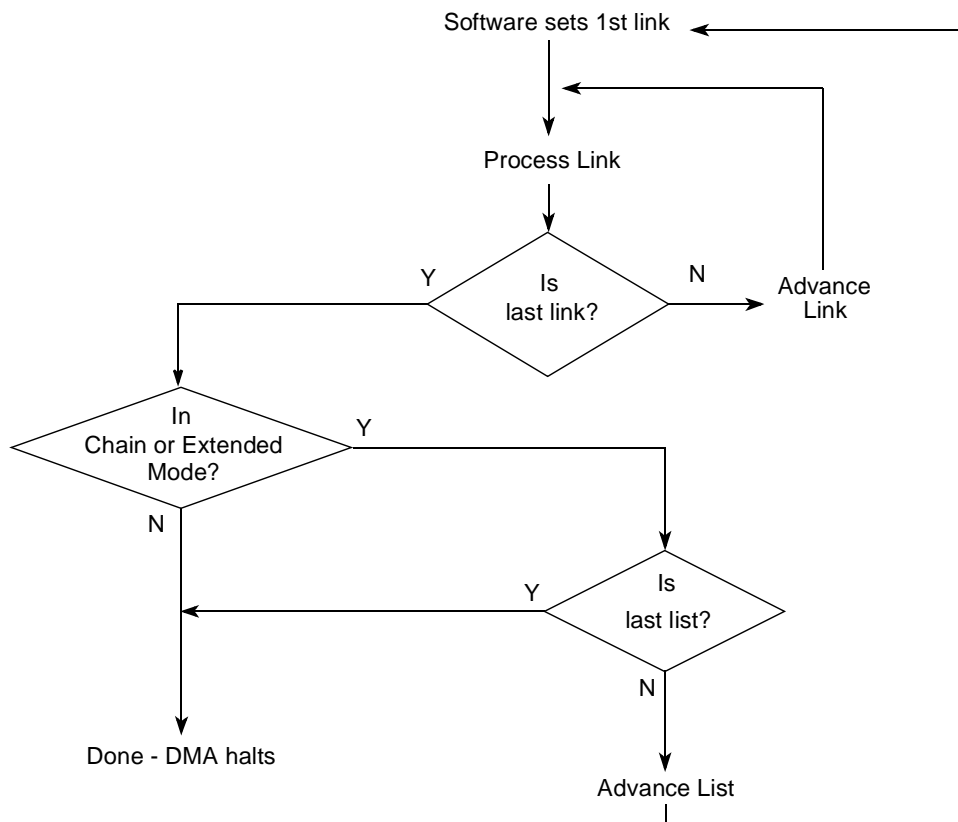 Software sets 1st link
Process Link
Y
Is
last link?
N
Advance
Link
In
Chain or Extended
Mode?
Y
N
Y
Is
last list?
N
Done - DMA halts
Advance List